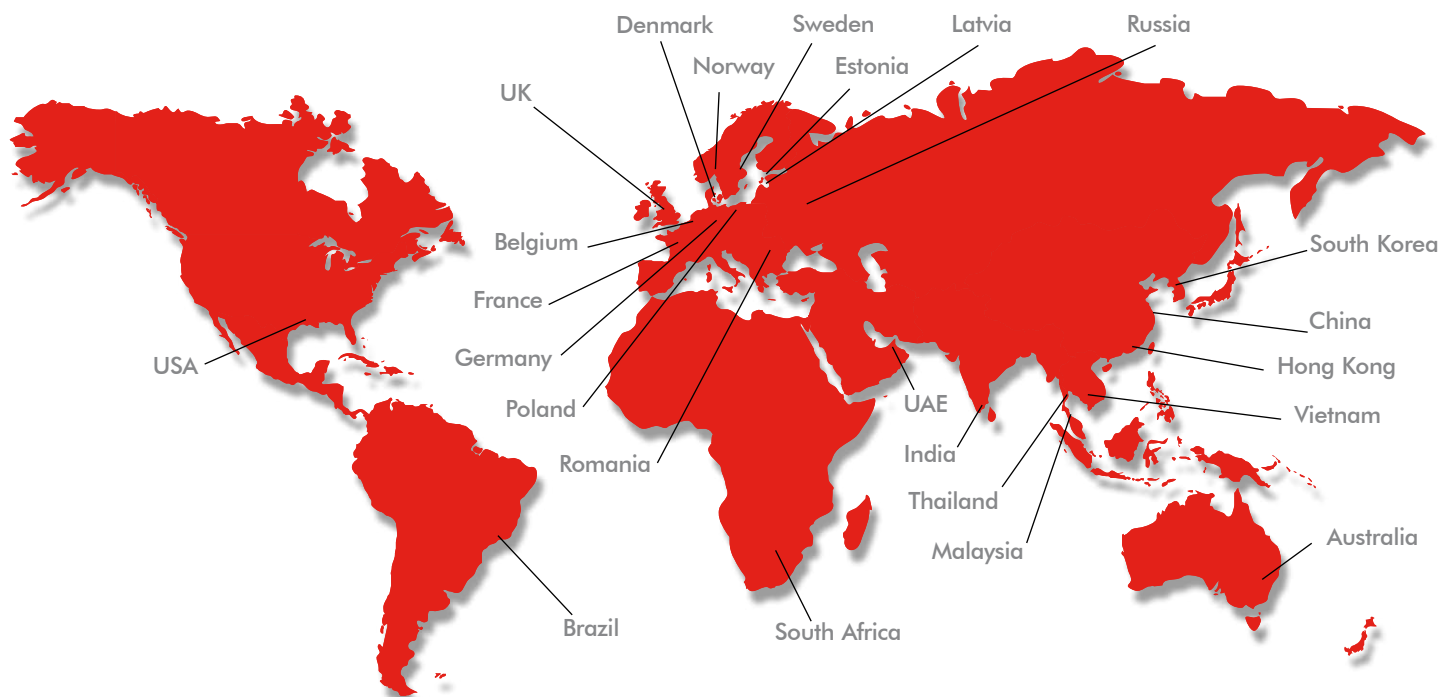 Denmark
Sweden
Latvia
Russia
Norway
Estonia
UK
Belgium
South Korea
France
China
USA
Germany
Hong Kong
Poland
UAE
Vietnam
India
Romania
Thailand
Malaysia
Australia
Brazil
South Africa